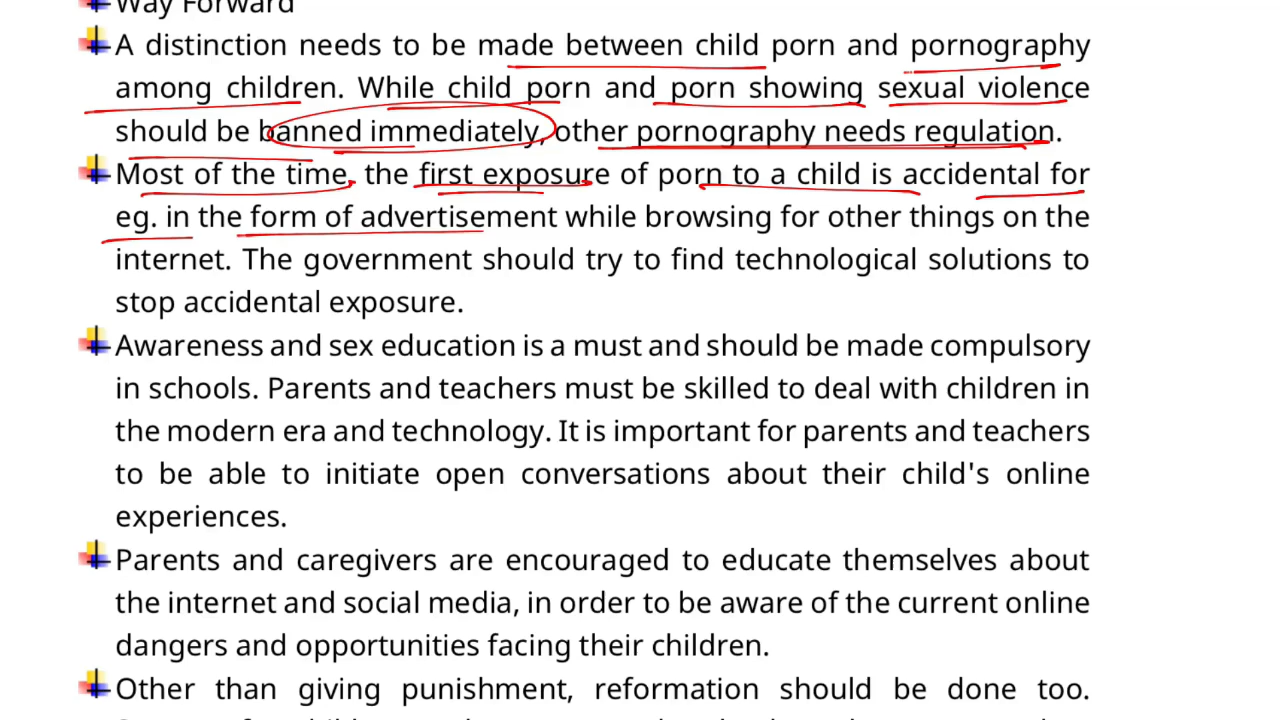 Way Forward
A distinction needs to be made between child porn and pornography
among children. While child porn and porn showing sexual violence
should be banned immediately, other pornography needs regulation.
Most of the time, the first exposure of porn to a child is accidental for
eg. in the form of advertisement while browsing for other things on the
internet. The government should try to find technological solutions to
stop accidental exposure.
Awareness and sex education is a must and should be made compulsory
in schools. Parents and teachers must be skilled to deal with children in
the modern era and technology. It is important for parents and teachers
to be able to initiate open conversations about their child's online
experiences.
Parents and caregivers are encouraged to educate themselves about
the internet and social media, in order to be aware of the current online
dangers and opportunities facing their children.
Other than giving punishment, reformation should be done too.